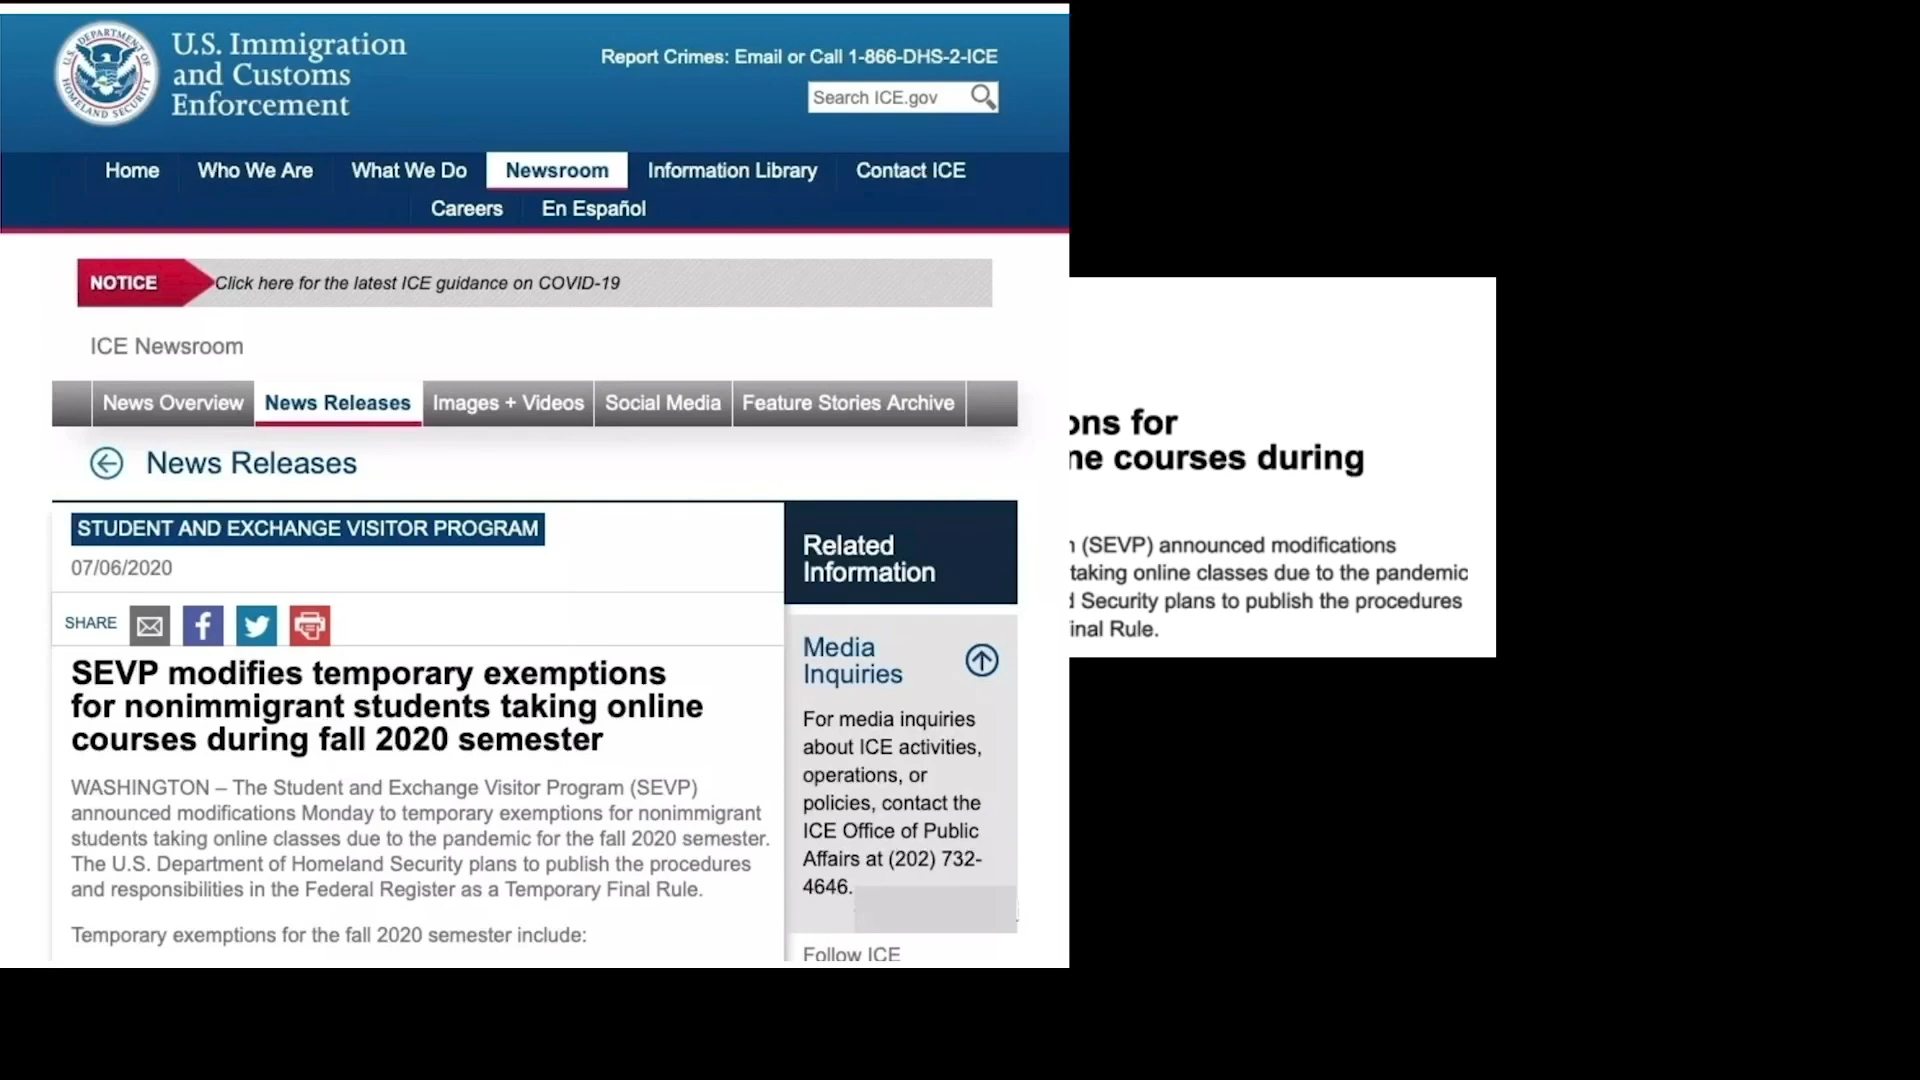 U.S. DEPARTMENT OF
HOMELAND SECURITY
U.S. Immigration
and Customs
Enforcement
Report Crimes: Email or Call 1-866-DHS-2-ICE
Search ICE.gov
Home Who We Are What We Do Newsroom Information Library Contact ICE
Careers En Español
NOTICE Click here for the latest ICE guidance on COVID-19
ICE Newsroom
News Overview News Releases Images + Videos Social Media Feature Stories Archive
News Releases
STUDENT AND EXCHANGE VISITOR PROGRAM
07/06/2020
SHARE
SEVP modifies temporary exemptions
for nonimmigrant students taking online
courses during fall 2020 semester
WASHINGTON – The Student and Exchange Visitor Program (SEVP)
announced modifications Monday to temporary exemptions for nonimmigrant
students taking online classes due to the pandemic for the fall 2020 semester.
The U.S. Department of Homeland Security plans to publish the procedures
and responsibilities in the Federal Register as a Temporary Final Rule.
Temporary exemptions for the fall 2020 semester include:
Related
Information
Media
Inquiries
For media inquiries
about ICE activities,
operations, or
policies, contact the
ICE Office of Public
Affairs at (202) 732-
4646.
Follow ICE
ons for
ne courses during
(SEVP) announced modifications
taking online classes due to the pandemic
Security plans to publish the procedures
inal Rule.